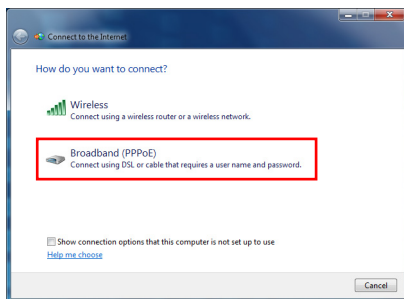 Connect to the Internet
How do you want to connect?
Wireless
Connect using a wireless router or a wireless network.
Broadband (PPPoE)
Connect using DSL or cable that requires a user name and password.
Show connection options that this computer is not set up to use
Help me choose
Cancel